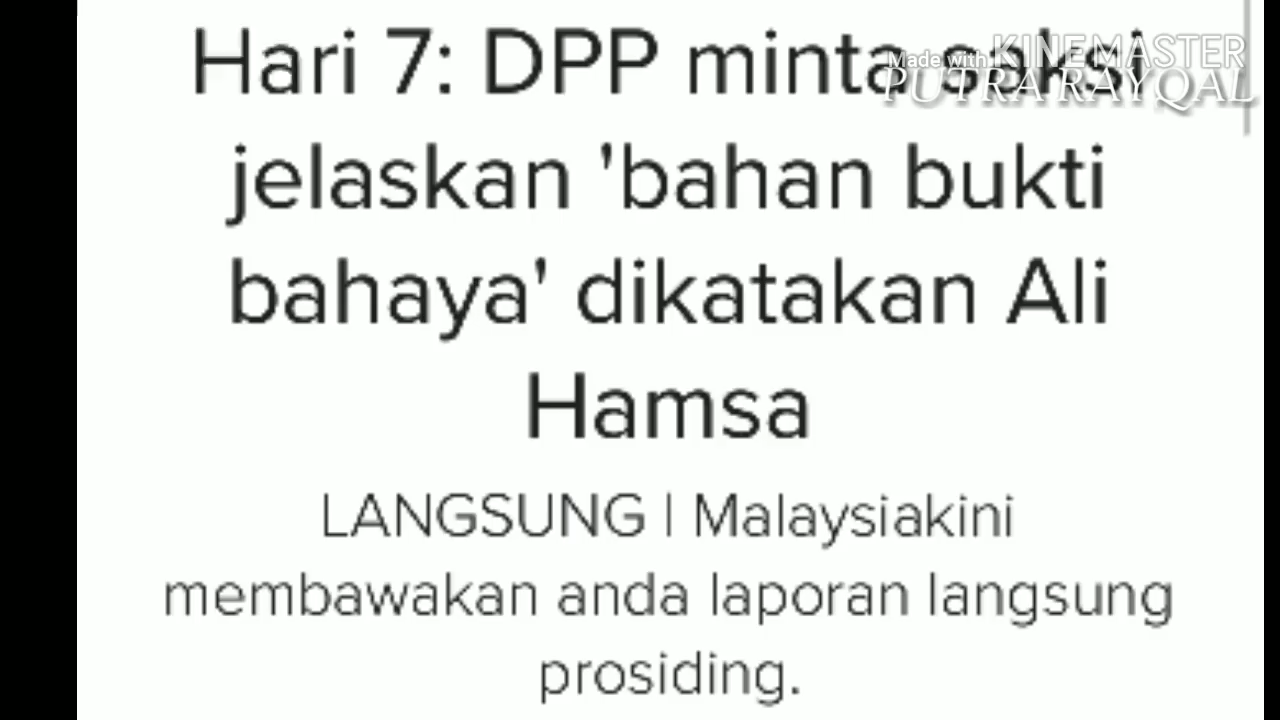 Hari 7: DPP minta saksi
Made with KINEMASTER
PUTRA RAYQAL
jelaskan 'bahan bukti
bahaya' dikatakan Ali
Hamsa
LANGSUNG | Malaysiakini
membawakan anda laporan langsung
prosiding.